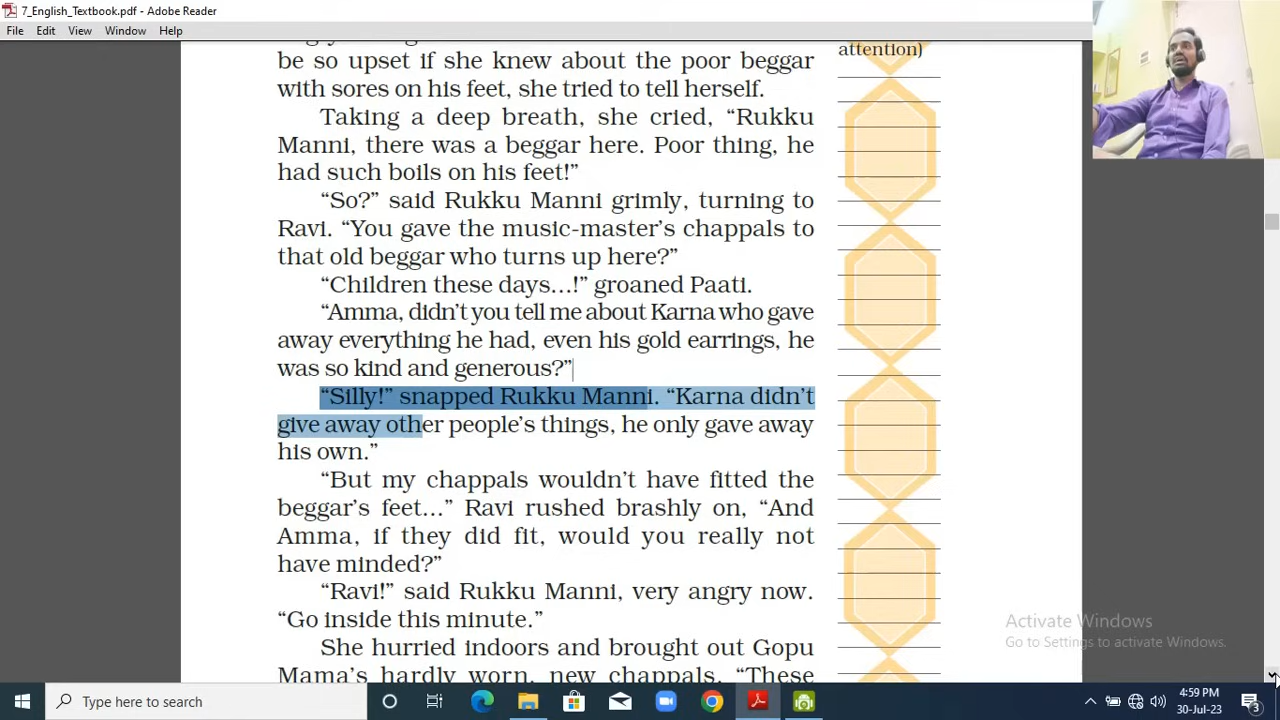 7_English_Textbook.pdf - Adobe Reader
File Edit View Window Help
be so upset if she knew about the poor beggar
with sores on his feet, she tried to tell herself.
Taking a deep breath, she cried, “Rukku
Manni, there was a beggar here. Poor thing, he
had such boils on his feet!”
“So?” said Rukku Manni grimly, turning to
Ravi. “You gave the music-master’s chappals to
that old beggar who turns up here?”
“Children these days...!” groaned Paati.
“Amma, didn’t you tell me about Karna who gave
away everything he had, even his gold earrings, he
was so kind and generous?”
“Silly!” snapped Rukku Manni. “Karna didn’t
give away other people’s things, he only gave away
his own.”
“But my chappals wouldn’t have fitted the
beggar’s feet...” Ravi rushed brashly on, “And
Amma, if they did fit, would you really not
have minded?”
“Ravi!” said Rukku Manni, very angry now.
“Go inside this minute.”
She hurried indoors and brought out Gopu
Mama’s hardly worn, new chappals. “These
attention)
Activate Windows
Go to Settings to activate Windows.
Type here to search
4:59 PM
30-Jul-23
3